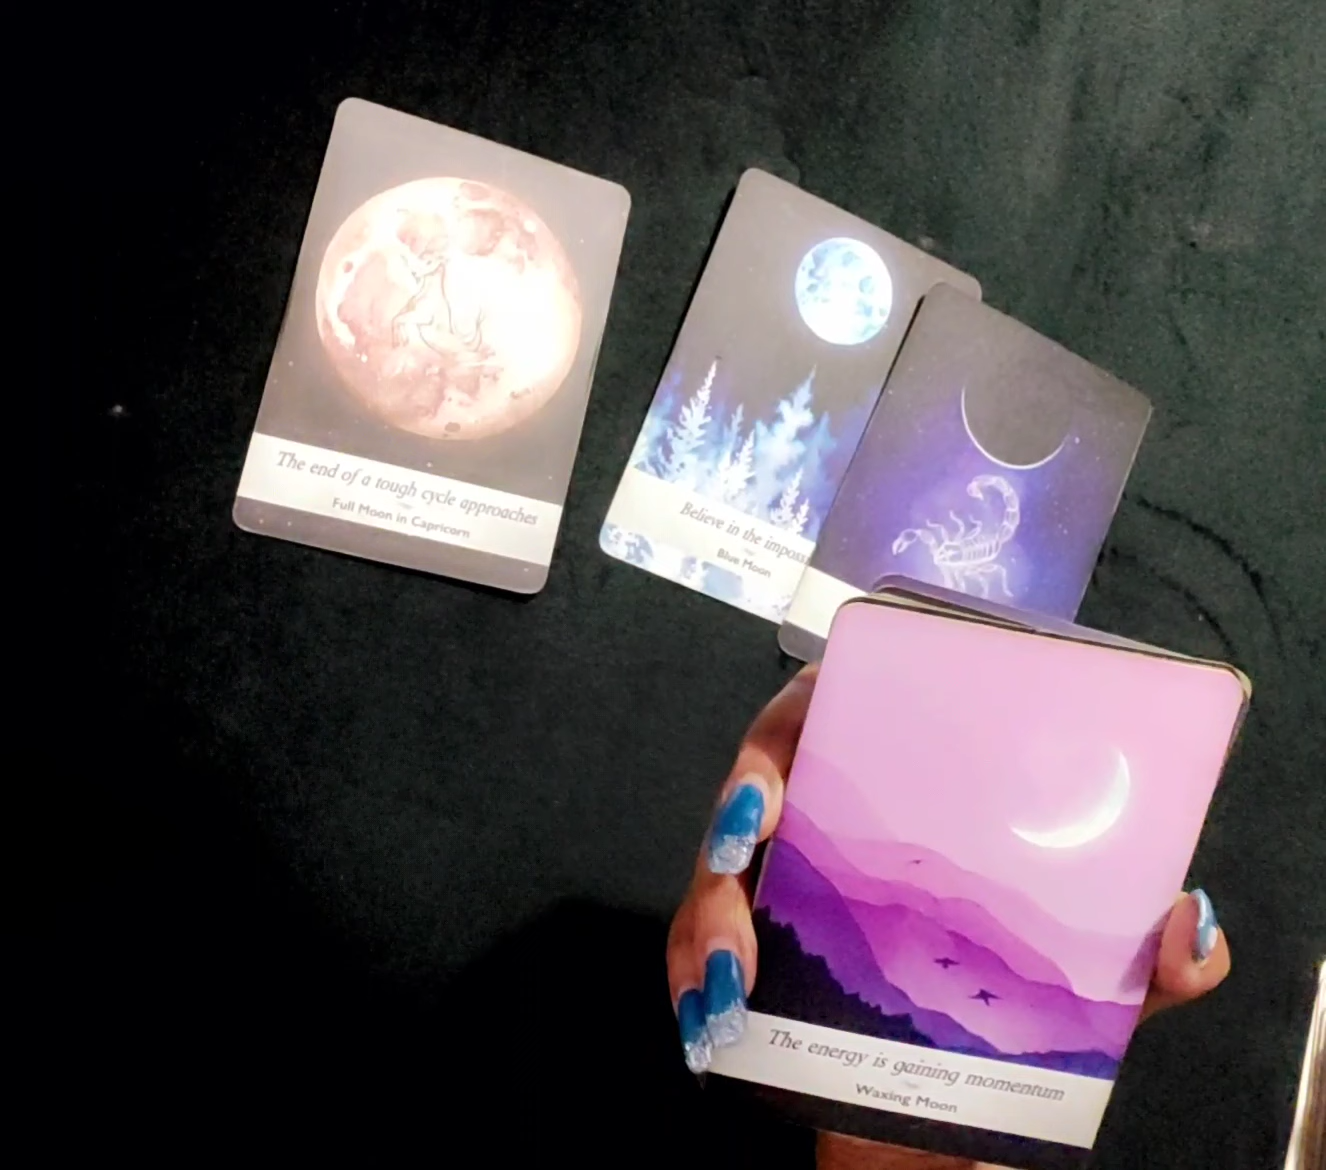 The end of a tough cycle approaches
Full Moon in Capricorn
Believe in the
Blue Moon
The energy is gaining momentum
Waxing Moon